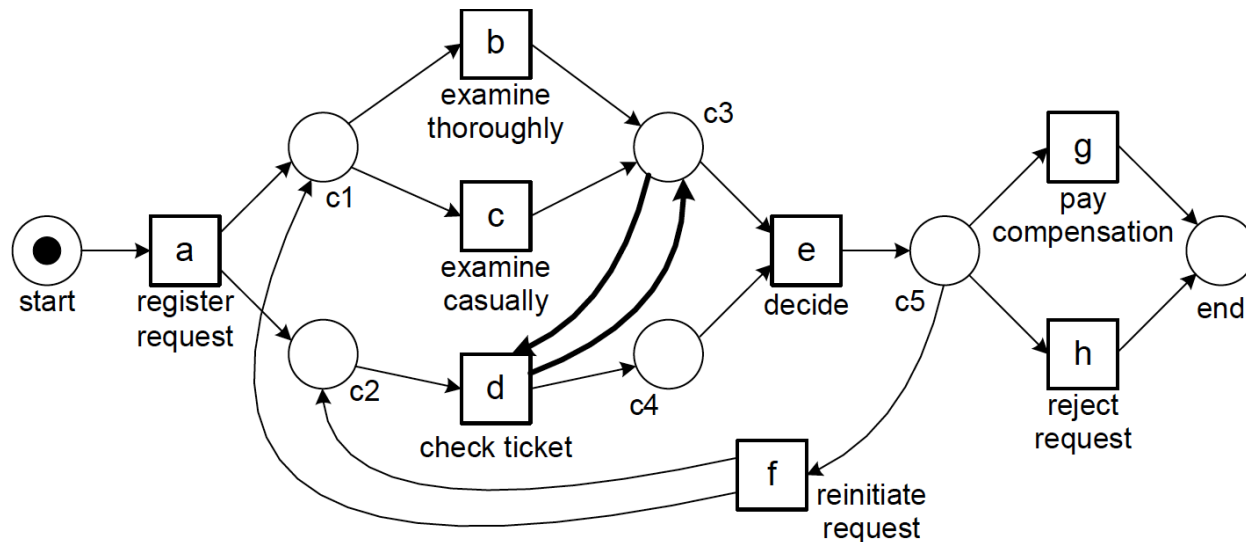 b
examine
thoroughly
c3
g
pay
compensation
c1
c
examine
casually
a
register
request
start
e
decide
c5
end
c2
d
check ticket
c4
h
reject
request
f
reinitiate
request